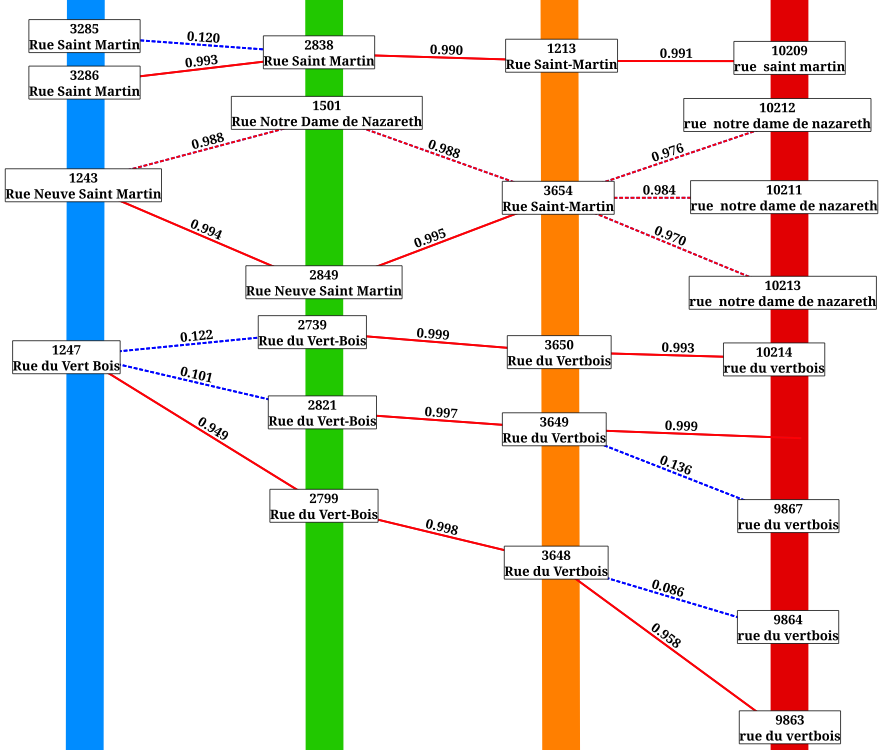 3285
Rue Saint Martin
0.120
2838
Rue Saint Martin
0.990
1213
Rue Saint-Martin
0.991
10209
rue saint martin
3286
Rue Saint Martin
0.993
1501
Rue Notre Dame de Nazareth
0.988
0.988
10212
rue notre dame de nazareth
0.976
1243
Rue Neuve Saint Martin
3654
Rue Saint-Martin
0.984
10211
rue notre dame de nazareth
0.994
0.995
0.970
2849
Rue Neuve Saint Martin
10213
rue notre dame de nazareth
1247
Rue du Vert Bois
0.122
2739
Rue du Vert-Bois
0.999
3650
Rue du Vertbois
0.993
10214
rue du vertbois
0.101
2821
Rue du Vert-Bois
0.997
3649
Rue du Vertbois
0.999
0.949
0.136
2799
Rue du Vert-Bois
0.998
9867
rue du vertbois
3648
Rue du Vertbois
0.086
9864
rue du vertbois
0.958
9863
rue du vertbois